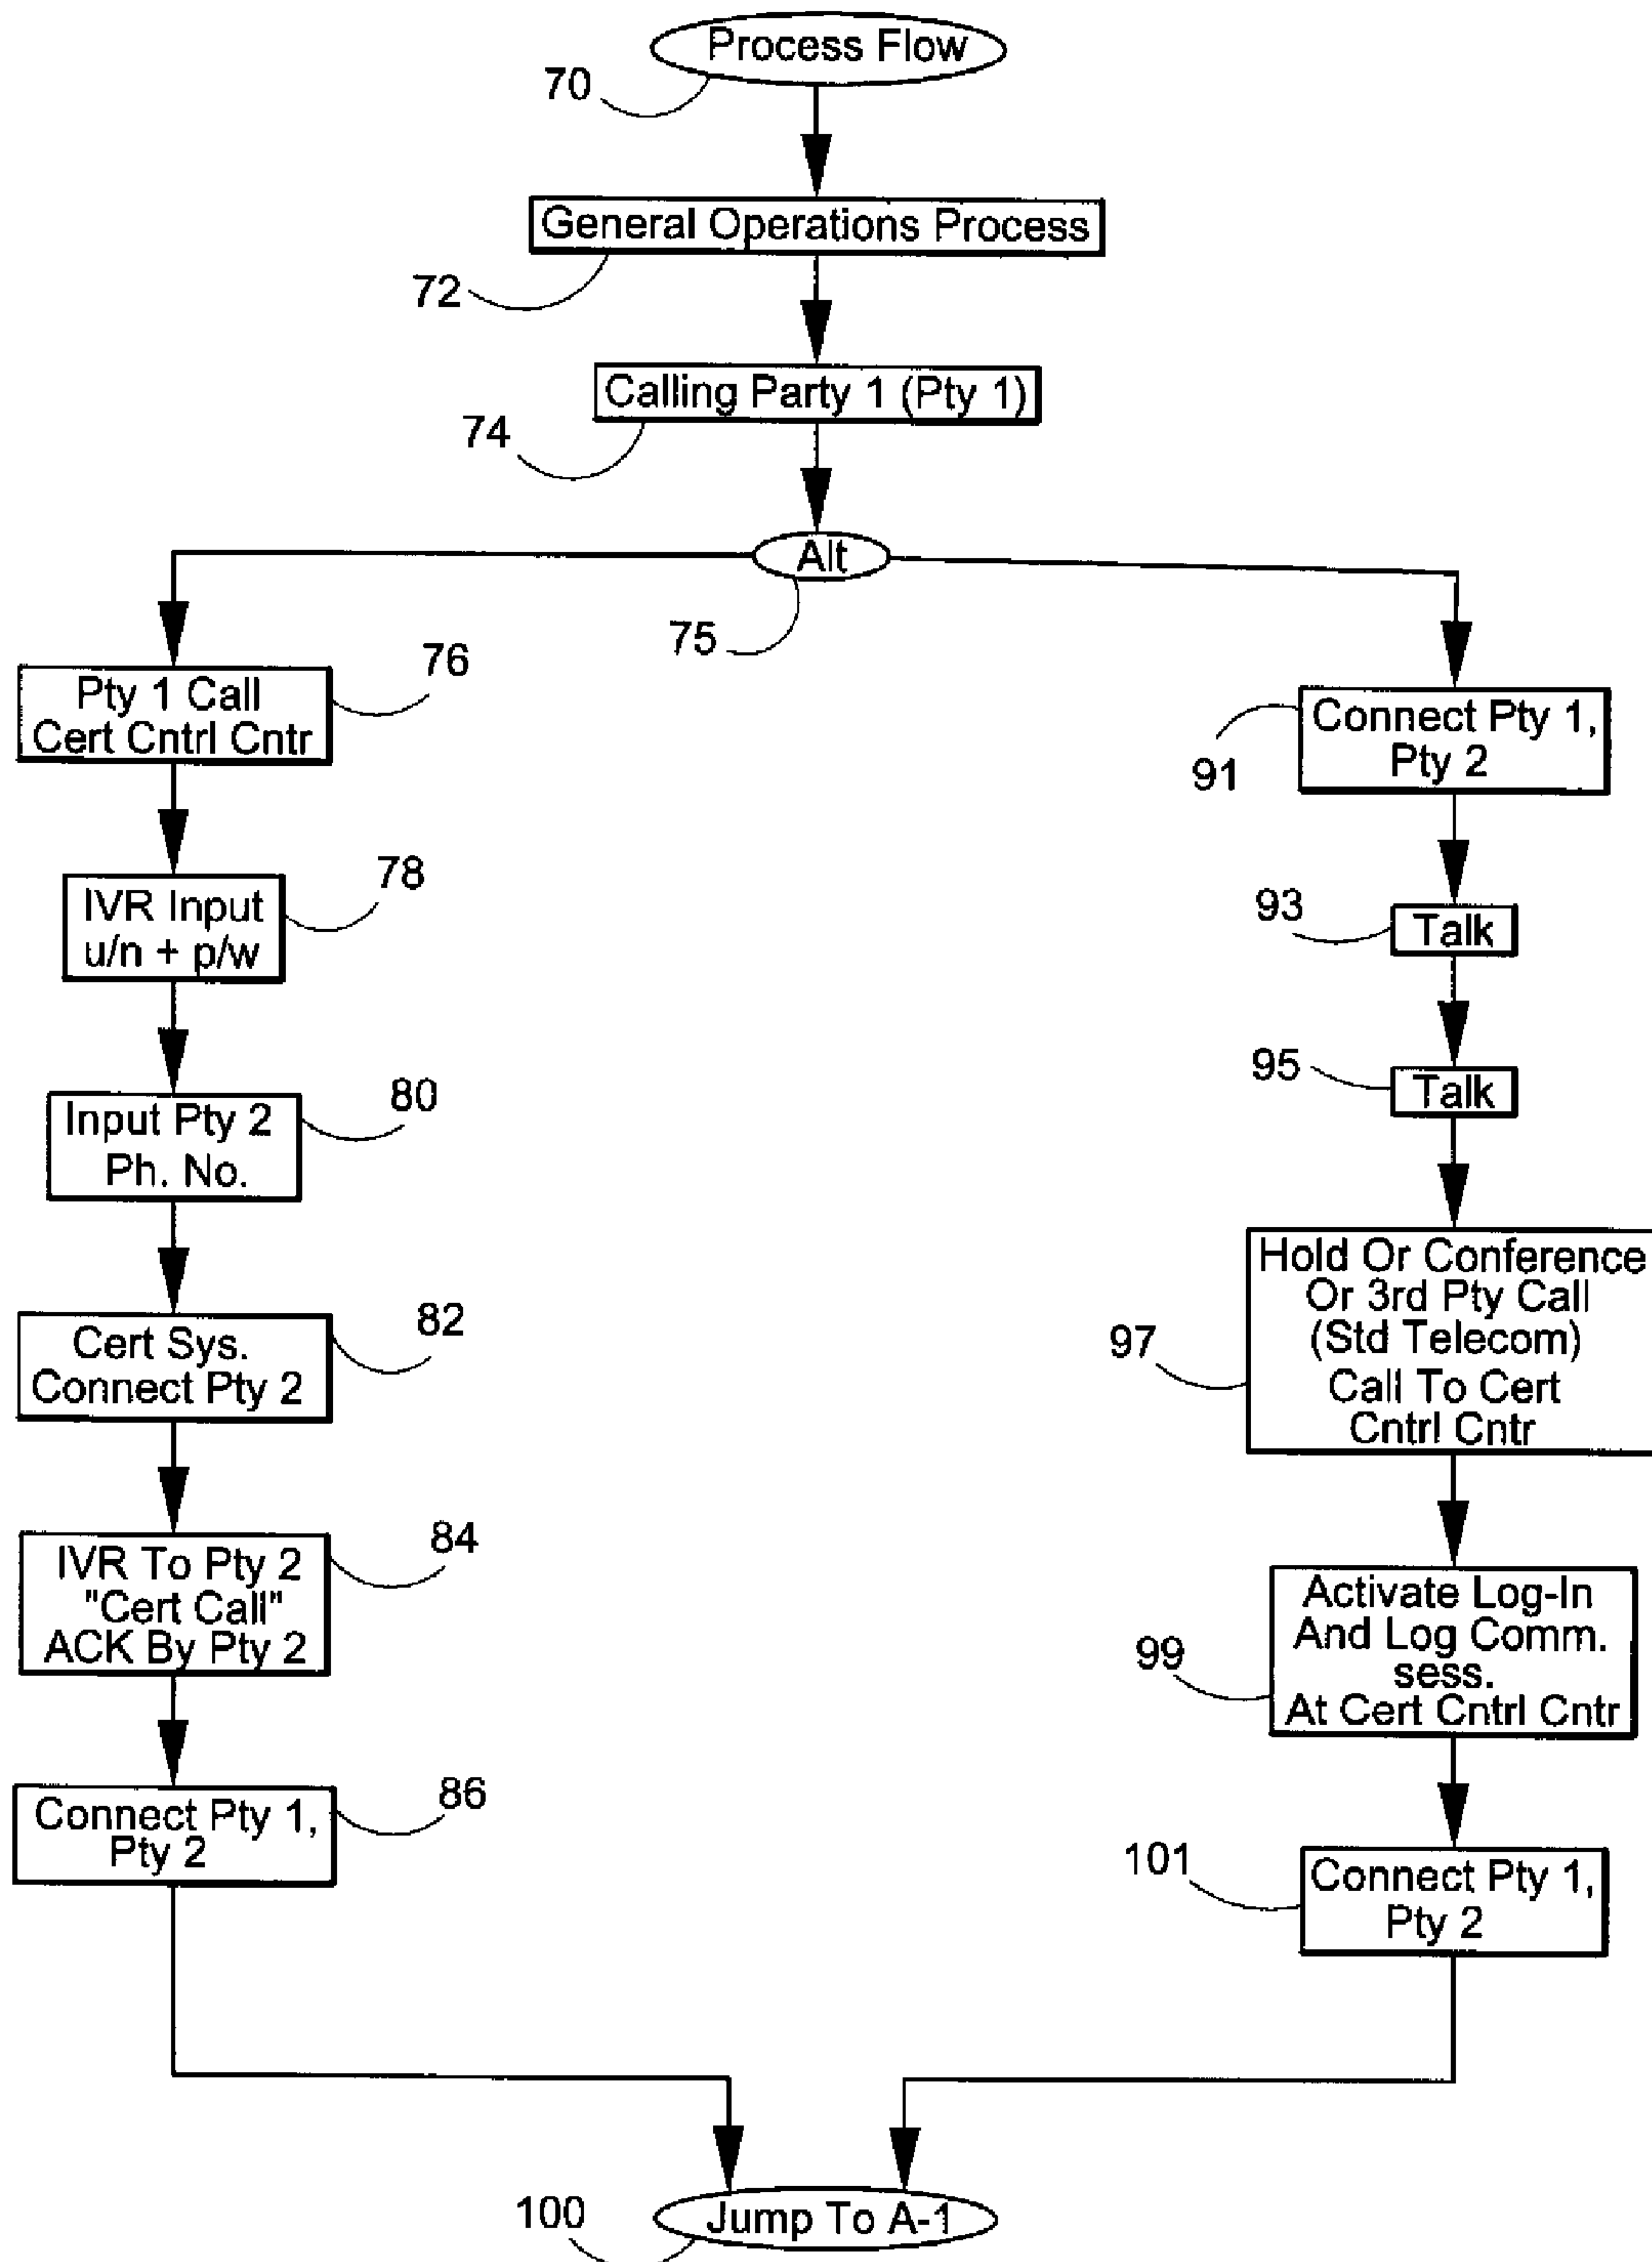 Process Flow
70
General Operations Process
72
Calling Party 1 (Pty 1)
74
Alt
75
Pty 1 Call
Cert Cntrl Cntr
76
IVR Input
u/n + p/w
78
Input Pty 2
Ph. No.
80
Cert Sys.
Connect Pty 2
82
IVR To Pty 2
"Cert Call"
ACK By Pty 2
84
Connect Pty 1,
Pty 2
86
Connect Pty 1,
Pty 2
91
Talk
93
Talk
95
Hold Or Conference
Or 3rd Pty Call
(Std Telecom)
Call To Cert
Cntrl Cntr
97
Activate Log-In
And Log Comm.
sess.
At Cert Cntrl Cntr
99
Connect Pty 1,
Pty 2
101
Jump To A-1
100